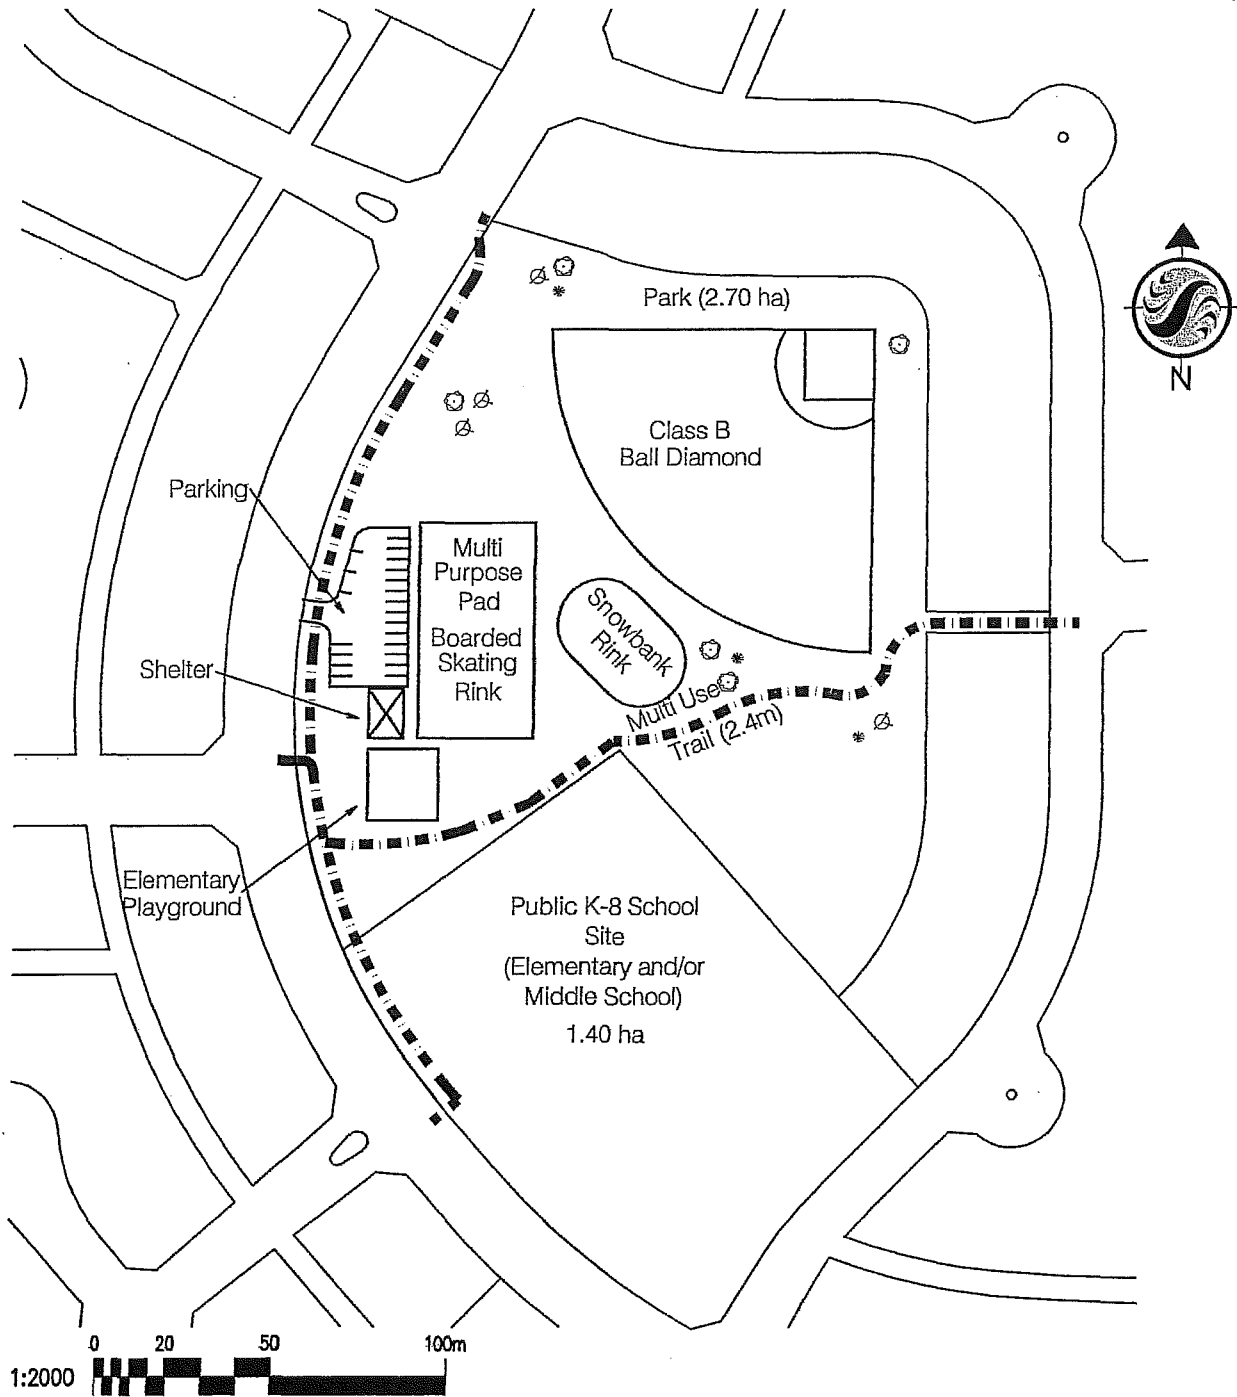 Park (2.70 ha)
N
Class B
Ball Diamond
Parking
Multi
Purpose
Pad
Boarded
Skating
Rink
Snowbank
Rink
Shelter
Multi Use
Trail (2.4m)
Elementary
Playground
Public K-8 School
Site
(Elementary and/or
Middle School)
1.40 ha
0 20 50 100m
1:2000